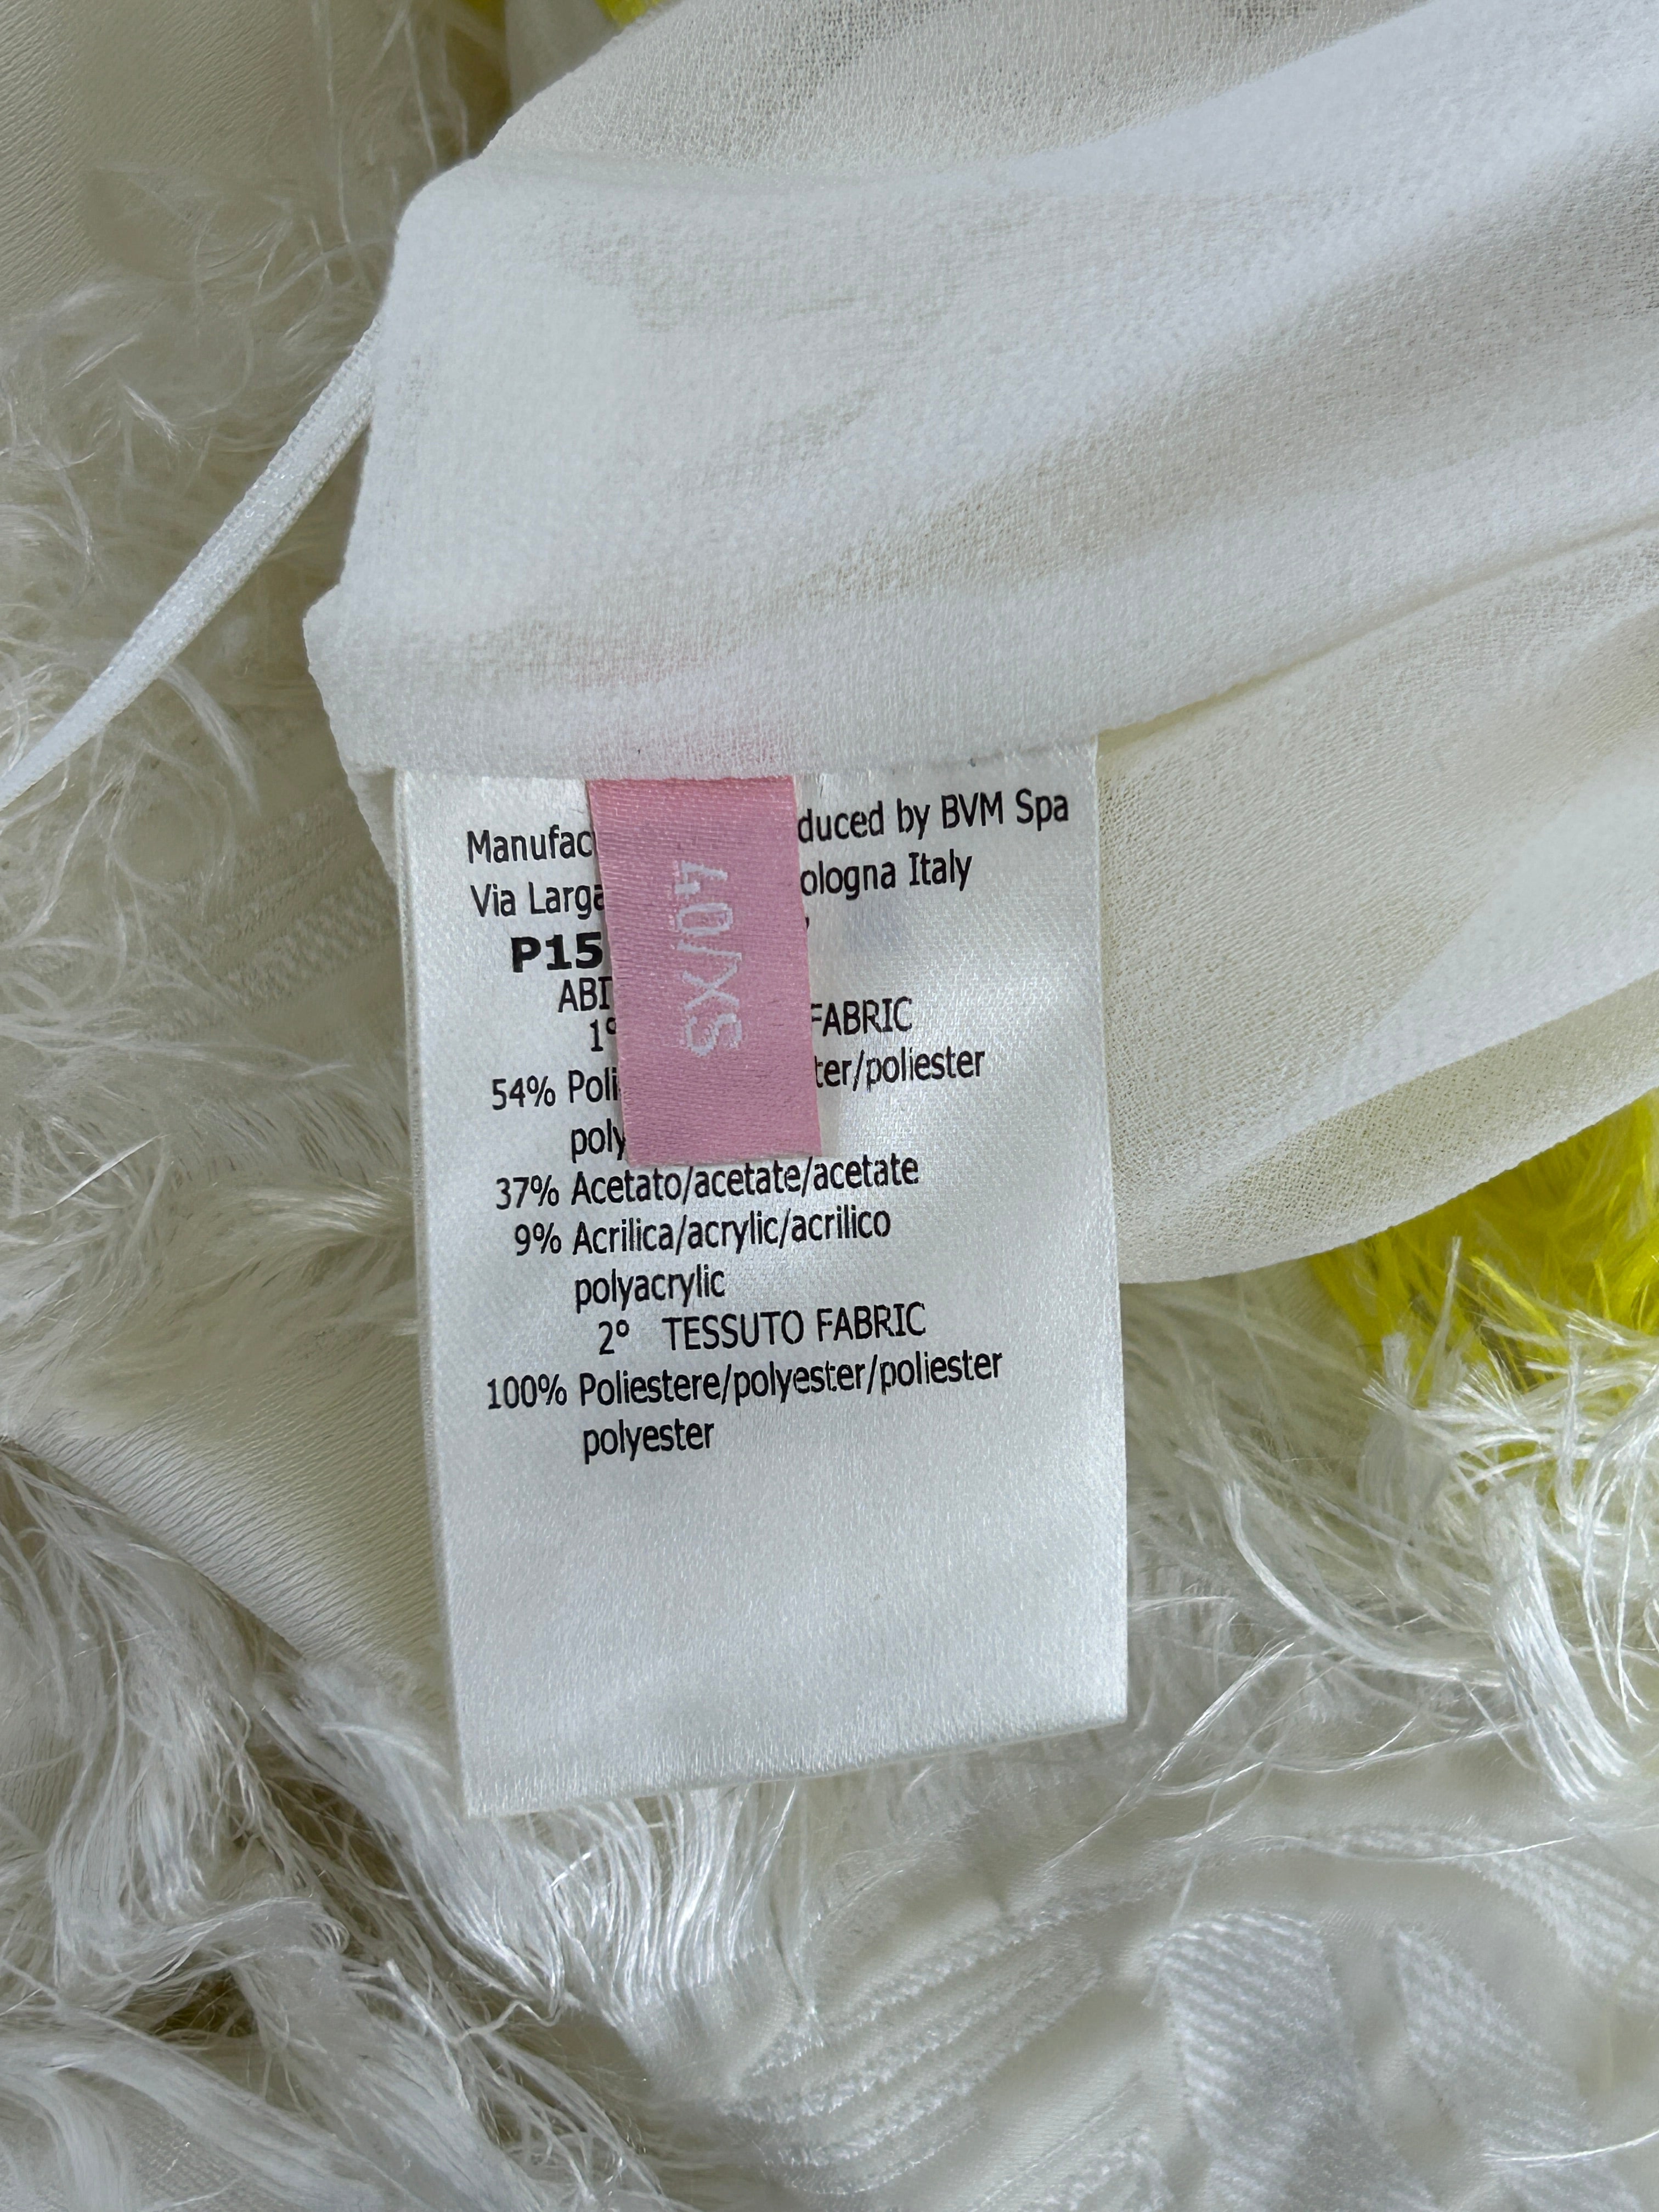 Manufac duced by BVM Spa
Via Larga ologna Italy
P15
ABI
1° FABRIC
54% Poli ter/poliester
poly
37% Acetato/acetate/acetate
9% Acrilica/acrylic/acrilico
polyacrylic
2° TESSUTO FABRIC
100% Poliestere/polyester/poliester
polyester
40/XS